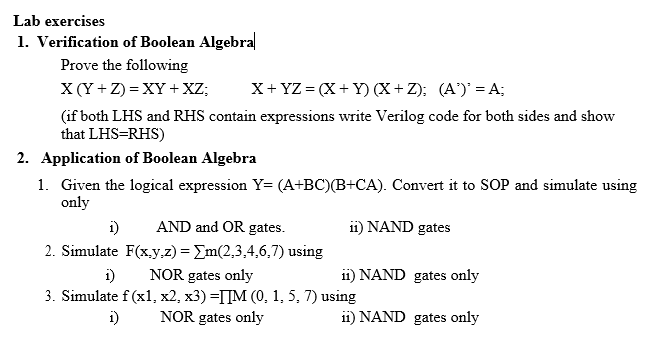 Lab exercises
1. Verification of Boolean Algebra
Prove the following
X (Y + Z) = XY + XZ; X + YZ = (X + Y) (X + Z); (A’)’ = A;
(if both LHS and RHS contain expressions write Verilog code for both sides and show
that LHS=RHS)
2. Application of Boolean Algebra
1. Given the logical expression Y= (A+BC)(B+CA). Convert it to SOP and simulate using
only
i) AND and OR gates. ii) NAND gates
2. Simulate F(x,y,z) = ∑m(2,3,4,6,7) using
i) NOR gates only ii) NAND gates only
3. Simulate f (x1, x2, x3) =∏M (0, 1, 5, 7) using
i) NOR gates only ii) NAND gates only